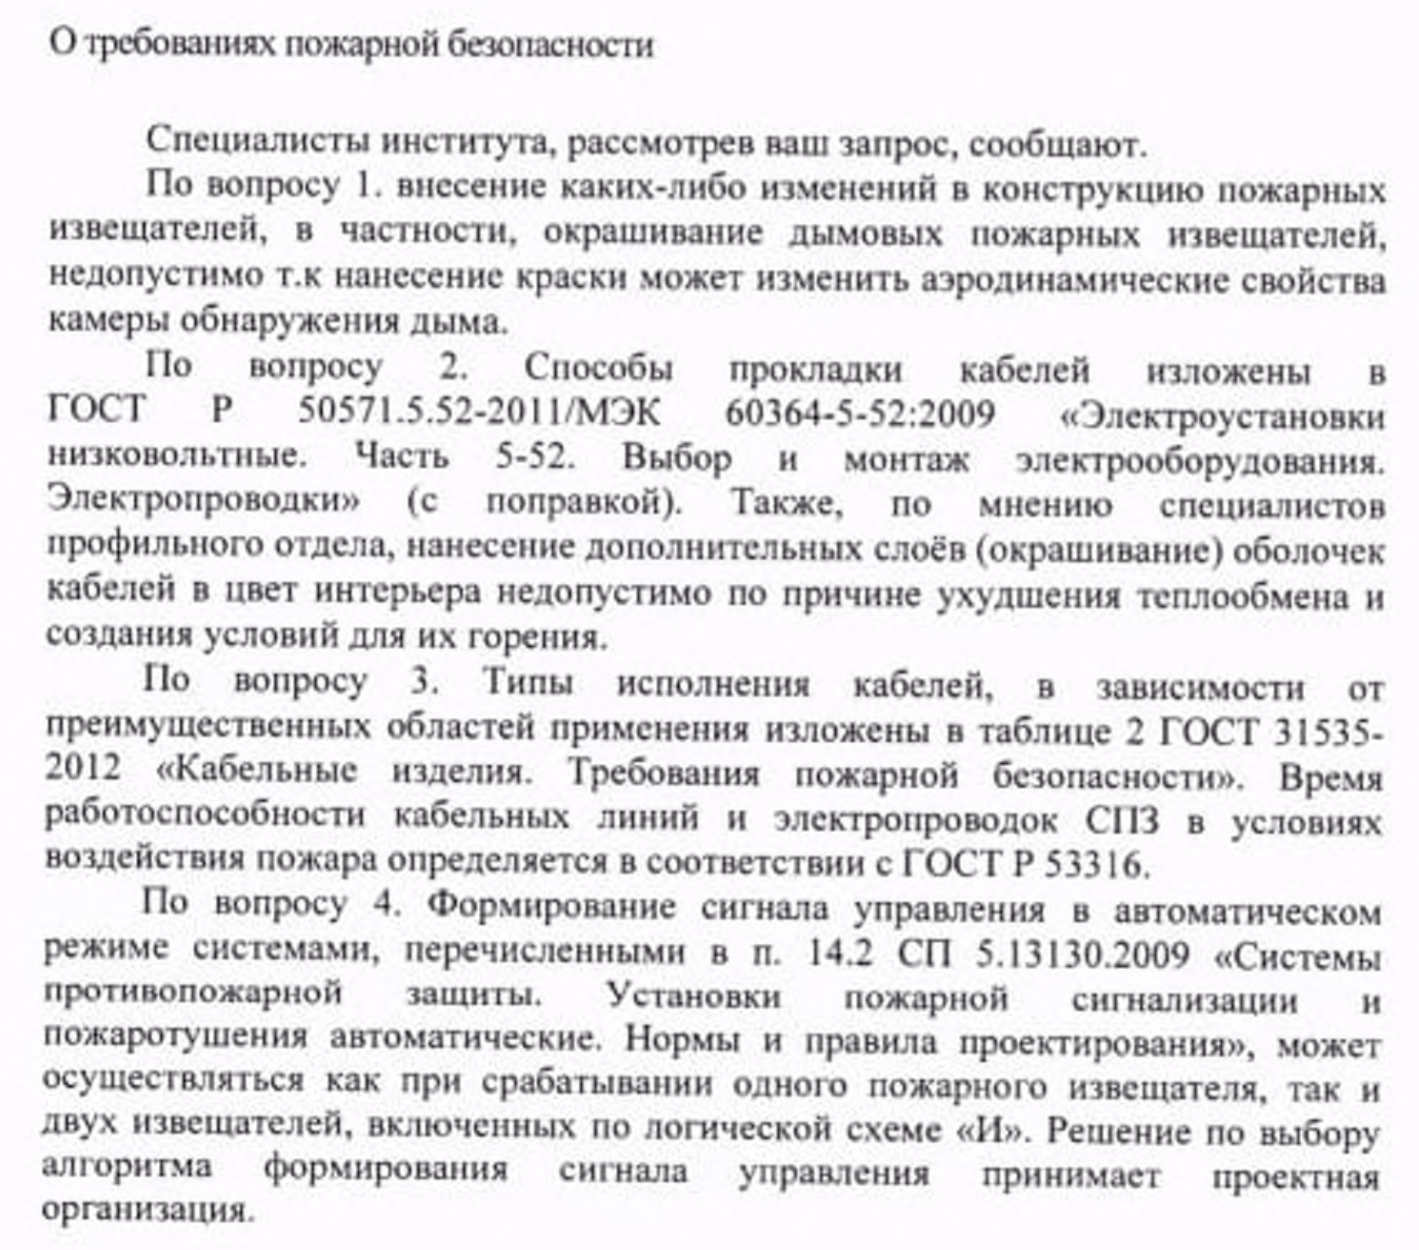 О требованиях пожарной безопасности
Специалисты института, рассмотрев ваш запрос, сообщают.
По вопросу 1. внесение каких-либо изменений в конструкцию пожарных
извещателей, в частности, окрашивание дымовых пожарных извещателей,
недопустимо т.к нанесение краски может изменить аэродинамические свойства
камеры обнаружения дыма.
По вопросу 2. Способы прокладки кабелей изложены в
ГОСТ Р 50571.5.52-2011/МЭК 60364-5-52:2009 «Электроустановки
низковольтные. Часть 5-52. Выбор и монтаж электрооборудования.
Электропроводки» (с поправкой). Также, по мнению специалистов
профильного отдела, нанесение дополнительных слоёв (окрашивание) оболочек
кабелей в цвет интерьера недопустимо по причине ухудшения теплообмена и
создания условий для их горения.
По вопросу 3. Типы исполнения кабелей, в зависимости от
преимущественных областей применения изложены в таблице 2 ГОСТ 31535-
2012 «Кабельные изделия. Требования пожарной безопасности». Время
работоспособности кабельных линий и электропроводок СПЗ в условиях
воздействия пожара определяется в соответствии с ГОСТ Р 53316.
По вопросу 4. Формирование сигнала управления в автоматическом
режиме системами, перечисленными в п. 14.2 СП 5.13130.2009 «Системы
противопожарной защиты. Установки пожарной сигнализации и
пожаротушения автоматические. Нормы и правила проектирования», может
осуществляться как при срабатывании одного пожарного извещателя, так и
двух извещателей, включенных по логической схеме «И». Решение по выбору
алгоритма формирования сигнала управления принимает проектная
организация.